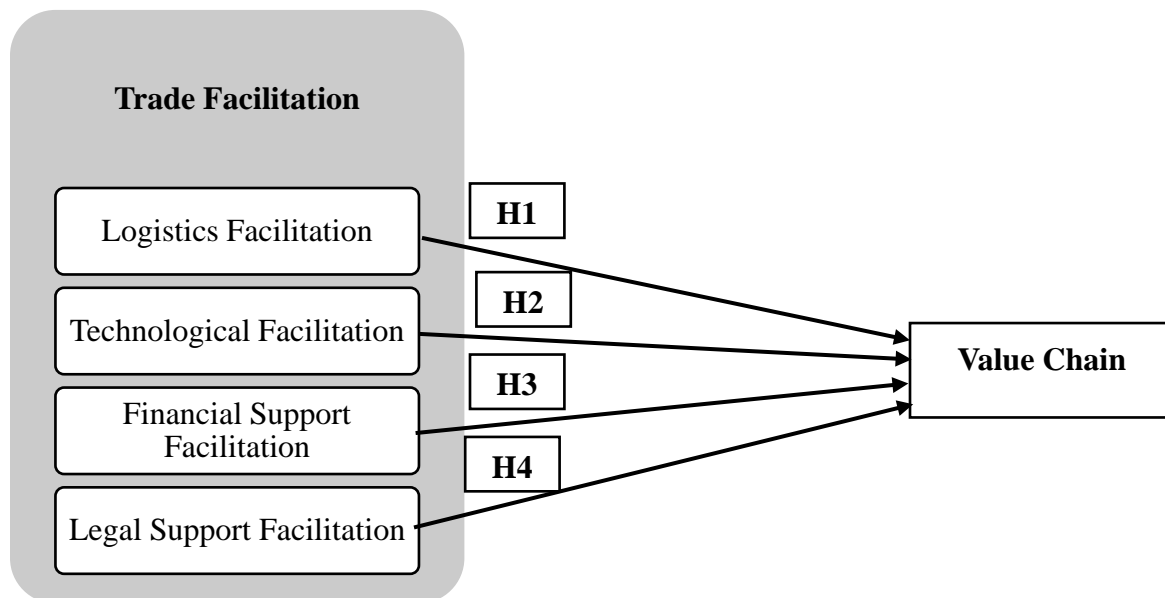 Trade Facilitation
Logistics Facilitation
H1
Technological Facilitation
H2
Financial Support
Facilitation
H3
Legal Support Facilitation
H4
Value Chain